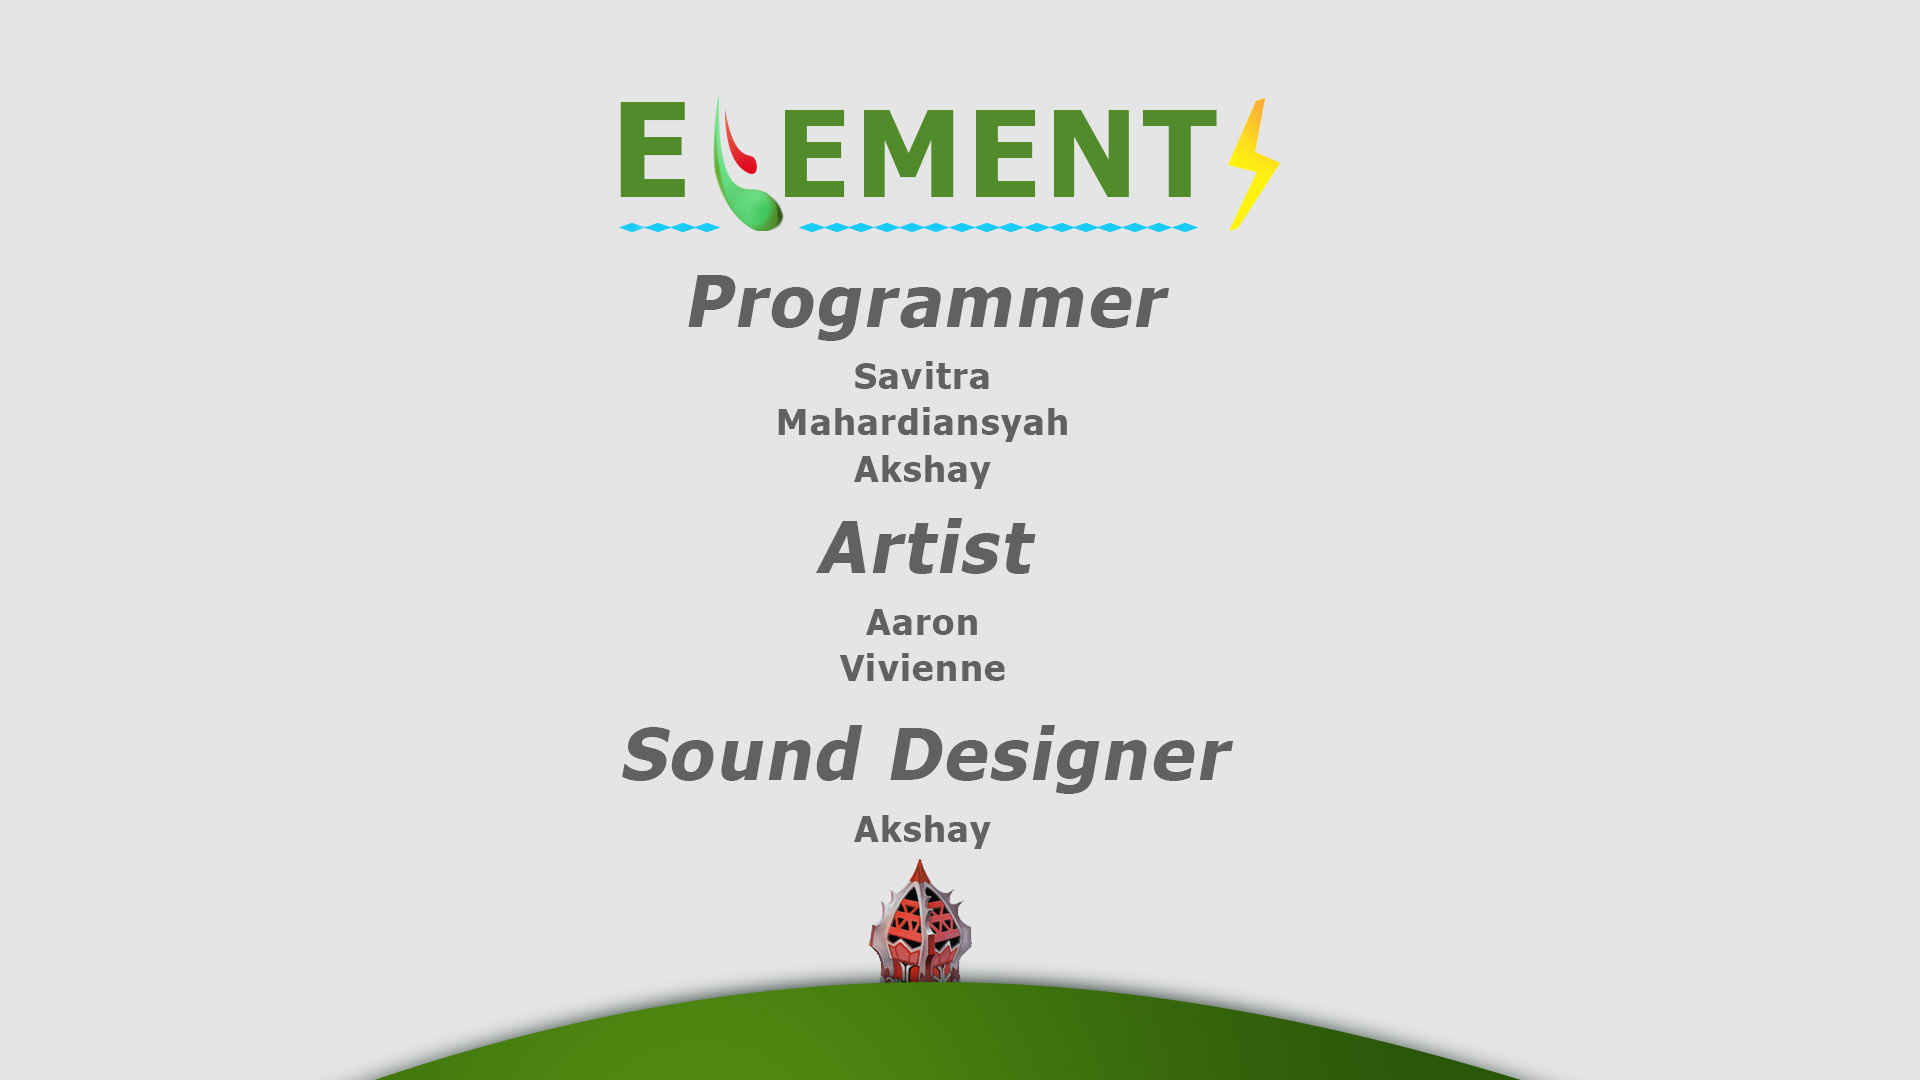 ELEMENTS
Programmer
Savitra
Mahardiansyah
Akshay
Artist
Aaron
Vivienne
Sound Designer
Akshay